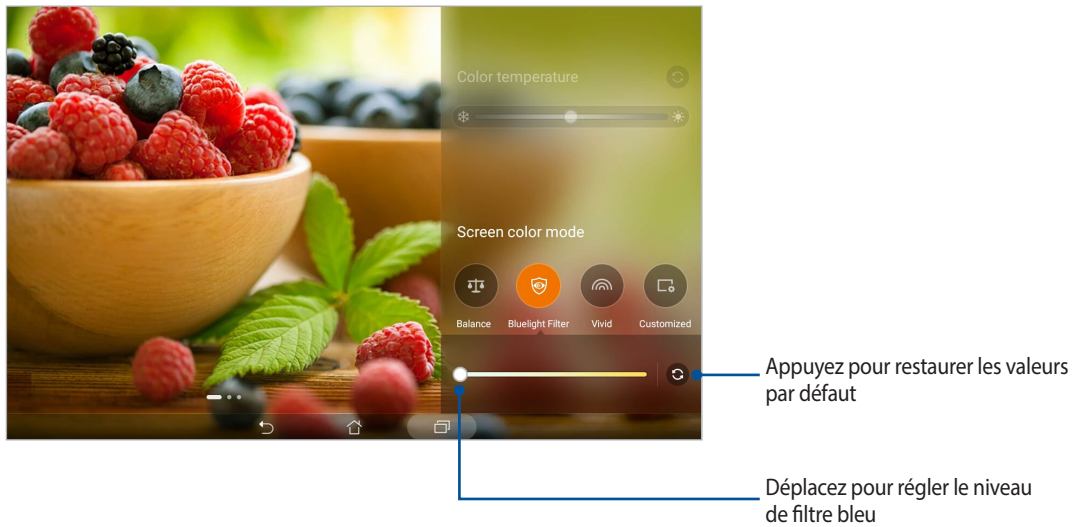 Color temperature
Screen color mode
Balance
Bluelight Filter
Vivid
Customized
Appuyez pour restaurer les valeurs
par défaut
Déplacez pour régler le niveau
de filtre bleu